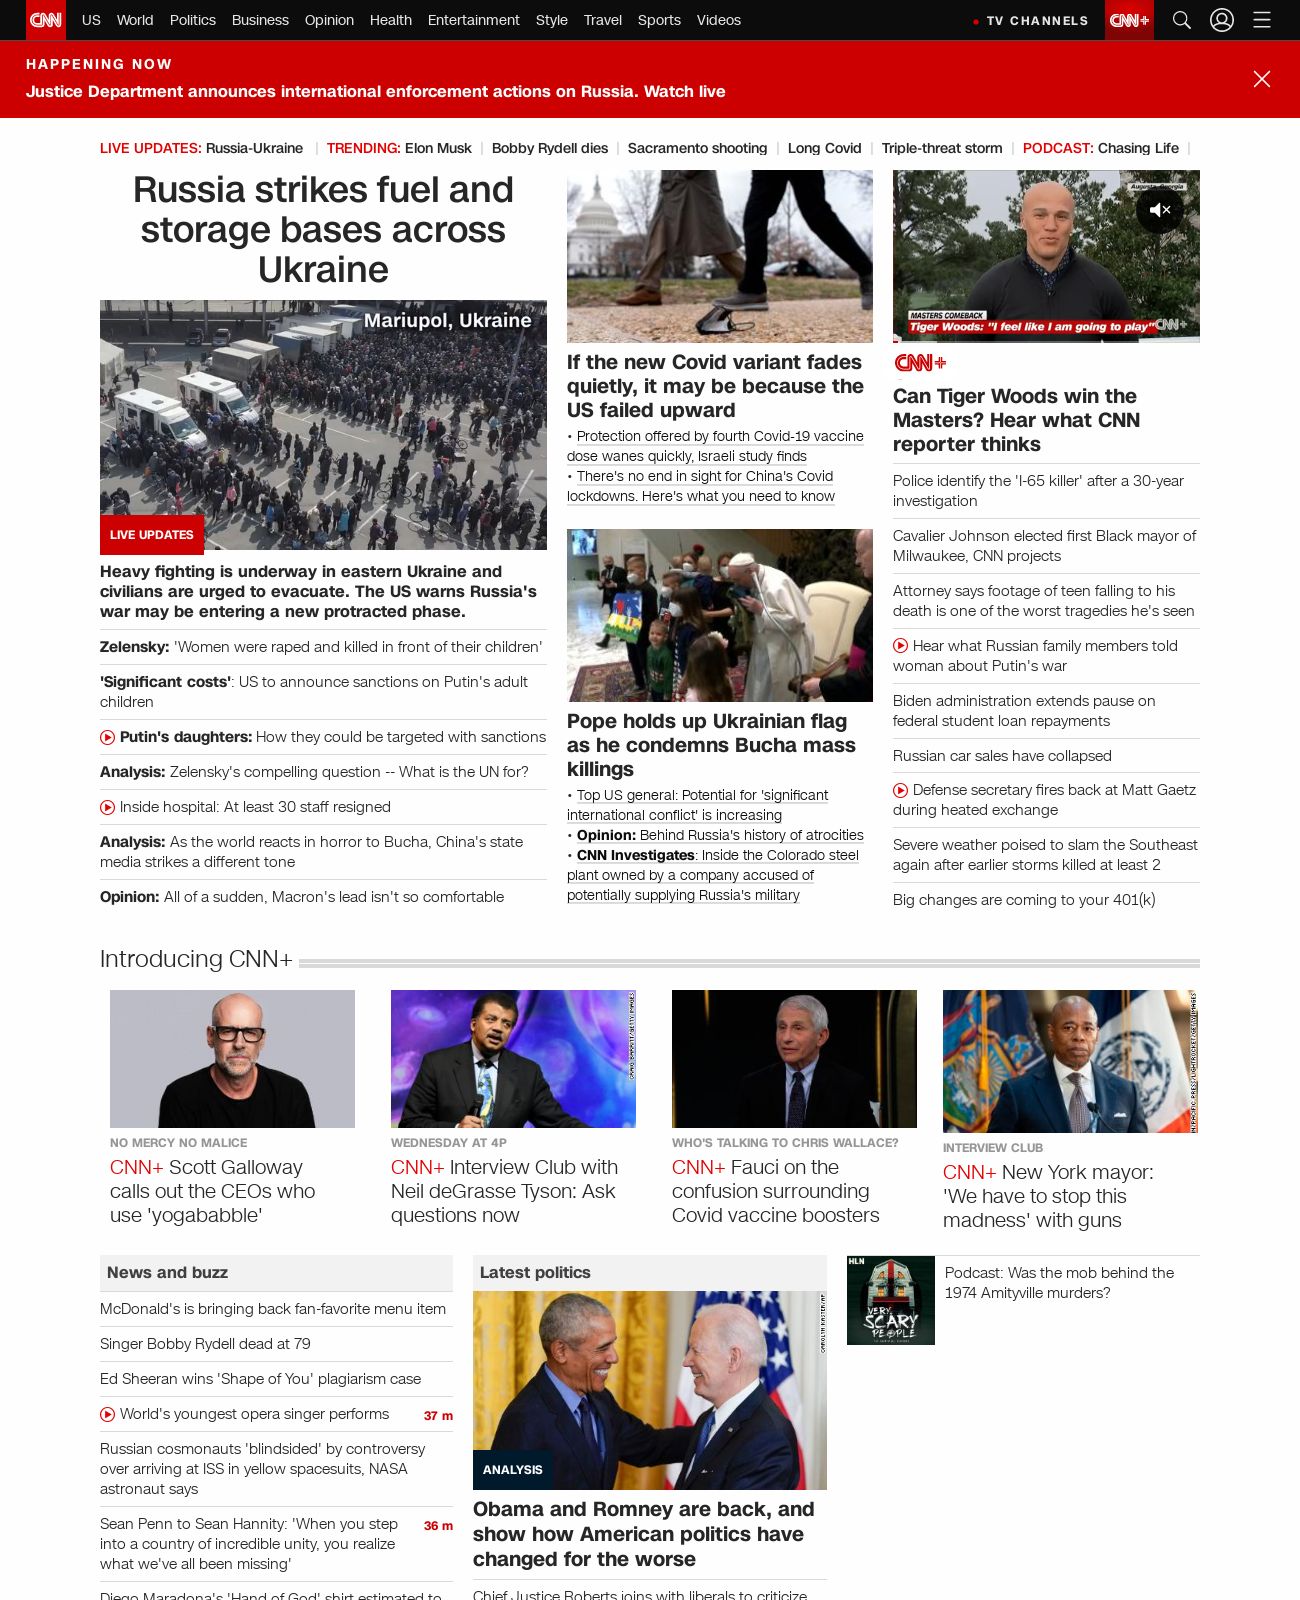 CNN US World Politics Business Opinion Health Entertainment Style Travel Sports Videos TV CHANNELS CNN+
HAPPENING NOW
Justice Department announces international enforcement actions on Russia. Watch live
LIVE UPDATES: Russia-Ukraine TRENDING: Elon Musk Bobby Rydell dies Sacramento shooting Long Covid Triple-threat storm PODCAST: Chasing Life
Russia strikes fuel and
storage bases across
Ukraine
Mariupol, Ukraine
LIVE UPDATES
Heavy fighting is underway in eastern Ukraine and
civilians are urged to evacuate. The US warns Russia's
war may be entering a new protracted phase.
Zelensky: 'Women were raped and killed in front of their children'
'Significant costs': US to announce sanctions on Putin's adult
children
Putin's daughters: How they could be targeted with sanctions
Analysis: Zelensky's compelling question -- What is the UN for?
Inside hospital: At least 30 staff resigned
Analysis: As the world reacts in horror to Bucha, China's state
media strikes a different tone
Opinion: All of a sudden, Macron's lead isn't so comfortable
If the new Covid variant fades
quietly, it may be because the
US failed upward
• Protection offered by fourth Covid-19 vaccine
dose wanes quickly, Israeli study finds
• There's no end in sight for China's Covid
lockdowns. Here's what you need to know
Pope holds up Ukrainian flag
as he condemns Bucha mass
killings
• Top US general: Potential for 'significant
international conflict' is increasing
• Opinion: Behind Russia's history of atrocities
• CNN Investigates: Inside the Colorado steel
plant owned by a company accused of
potentially supplying Russia's military
Augusta, Georgia
MASTERS COMEBACK
Tiger Woods: "I feel like I am going to play"
CNN+
CNN+
Can Tiger Woods win the
Masters? Hear what CNN
reporter thinks
Police identify the 'I-65 killer' after a 30-year
investigation
Cavalier Johnson elected first Black mayor of
Milwaukee, CNN projects
Attorney says footage of teen falling to his
death is one of the worst tragedies he's seen
Hear what Russian family members told
woman about Putin's war
Biden administration extends pause on
federal student loan repayments
Russian car sales have collapsed
Defense secretary fires back at Matt Gaetz
during heated exchange
Severe weather poised to slam the Southeast
again after earlier storms killed at least 2
Big changes are coming to your 401(k)
Introducing CNN+
NO MERCY NO MALICE
CNN+ Scott Galloway
calls out the CEOs who
use 'yogababble'
CRAIG BARRITT/GETTY IMAGES
WEDNESDAY AT 4P
CNN+ Interview Club with
Neil deGrasse Tyson: Ask
questions now
WHO'S TALKING TO CHRIS WALLACE?
CNN+ Fauci on the
confusion surrounding
Covid vaccine boosters
PACIFIC PRESS/LIGHTROCKET/GETTY IMAGES
INTERVIEW CLUB
CNN+ New York mayor:
'We have to stop this
madness' with guns
News and buzz
McDonald's is bringing back fan-favorite menu item
Singer Bobby Rydell dead at 79
Ed Sheeran wins 'Shape of You' plagiarism case
World's youngest opera singer performs 37 m
Russian cosmonauts 'blindsided' by controversy
over arriving at ISS in yellow spacesuits, NASA
astronaut says
Sean Penn to Sean Hannity: 'When you step 36 m
into a country of incredible unity, you realize
what we've all been missing'
Diego Maradona's 'Hand of God' shirt estimated to
Latest politics
CAROLYN KASTER/AP
ANALYSIS
Obama and Romney are back, and
show how American politics have
changed for the worse
Chief Justice Roberts joins with liberals to criticize
HLN
VERY
SCARY
PEOPLE
Podcast: Was the mob behind the
1974 Amityville murders?